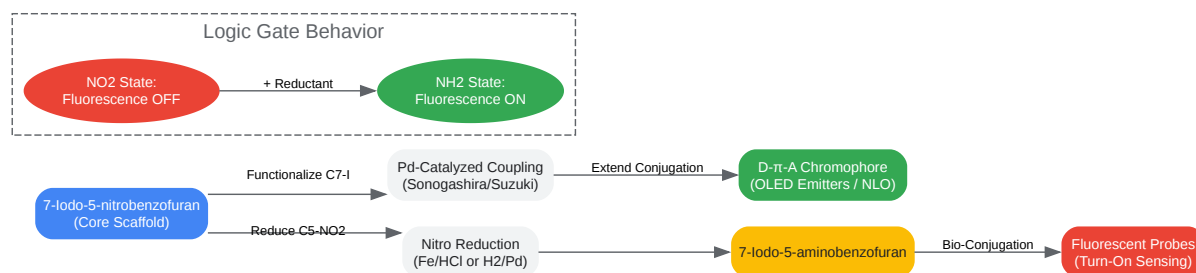 Logic Gate Behavior
NO2 State:
Fluorescence OFF
+ Reductant
NH2 State:
Fluorescence ON
7-Iodo-5-nitrobenzofuran
(Core Scaffold)
Functionalize C7-I
Pd-Catalyzed Coupling
(Sonogashira/Suzuki)
Extend Conjugation
D-π-A Chromophore
(OLED Emitters / NLO)
Reduce C5-NO2
Nitro Reduction
(Fe/HCl or H2/Pd)
7-Iodo-5-aminobenzofuran
Bio-Conjugation
Fluorescent Probes
(Turn-On Sensing)